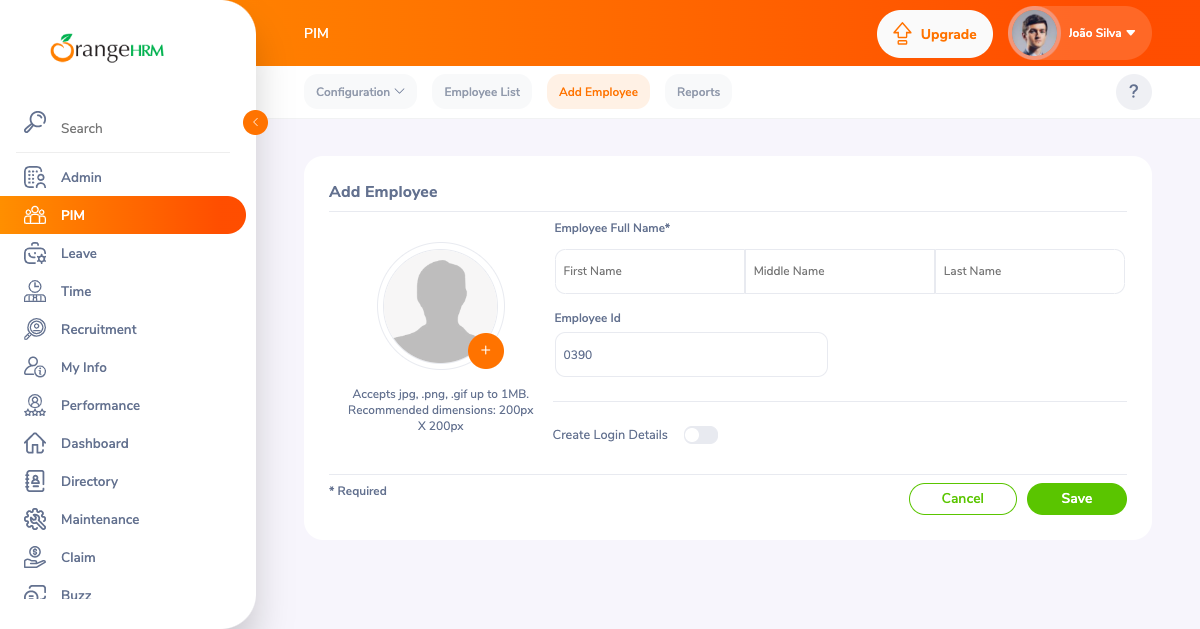 OrangeHRM
PIM
Upgrade
João Silva
Search
Configuration
Employee List
Add Employee
Reports
?
Admin
PIM
Leave
Time
Recruitment
My Info
Performance
Dashboard
Directory
Maintenance
Claim
Buzz
Add Employee
Employee Full Name*
First Name
Middle Name
Last Name
Employee Id
0390
+
Accepts jpg, .png, .gif up to 1MB.
Recommended dimensions: 200px
X 200px
Create Login Details
* Required
Cancel
Save